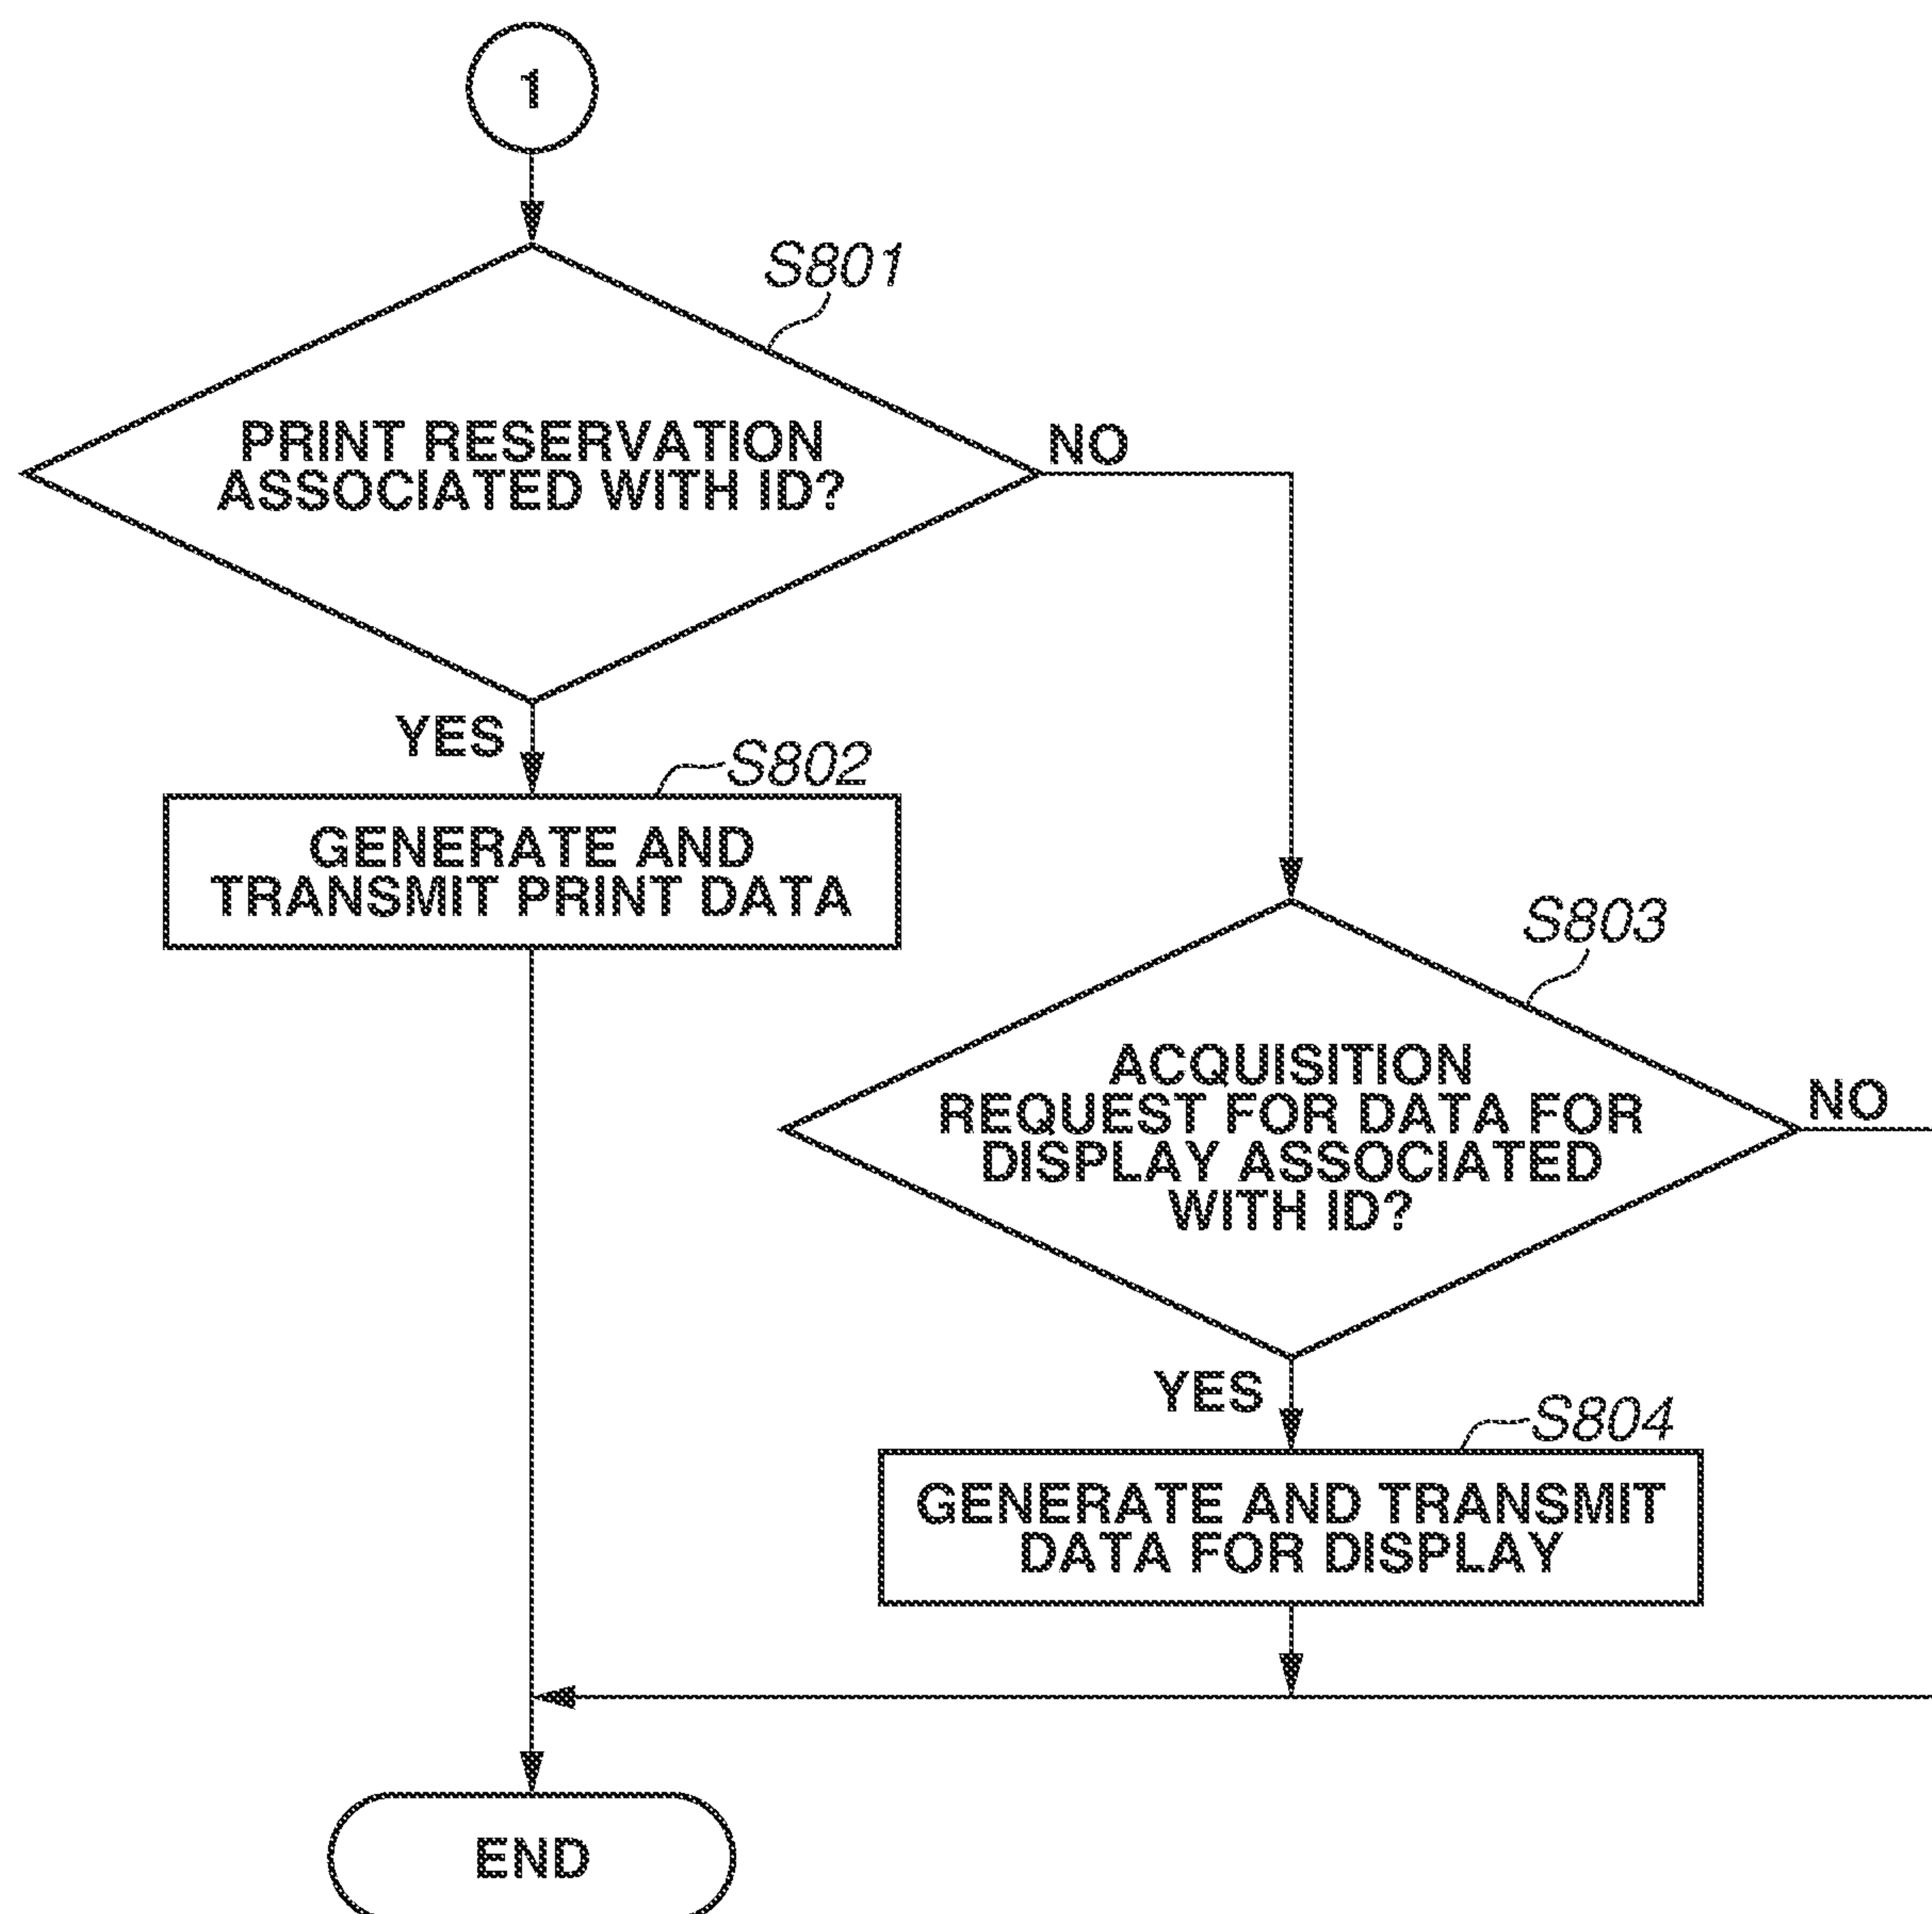 1
S801
PRINT RESERVATION
ASSOCIATED WITH ID?
NO
YES
S802
GENERATE AND
TRANSMIT PRINT DATA
S803
ACQUISITION
REQUEST FOR DATA FOR
DISPLAY ASSOCIATED
WITH ID?
NO
YES
S804
GENERATE AND TRANSMIT
DATA FOR DISPLAY
END